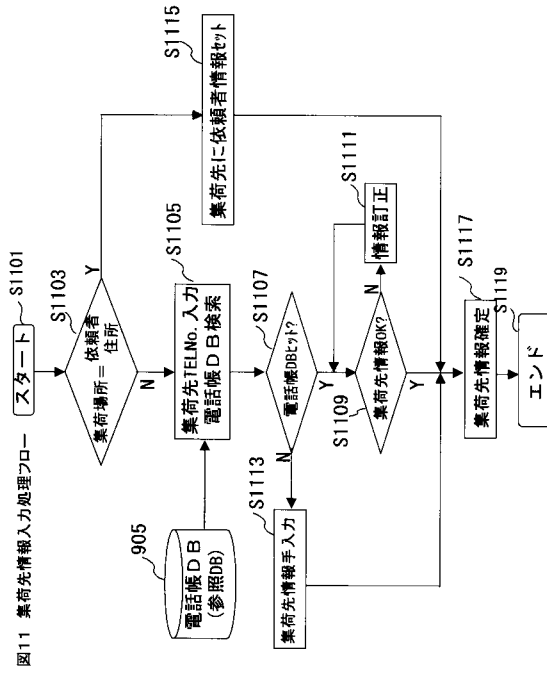 図11 集荷先情報入力処理フロー
スタート
S1101
集荷場所＝依頼者
住所
S1103
Y
N
集荷先に依頼者情報セット
S1115
905
電話帳DB
(参照DB)
集荷先TELNo.入力
電話帳DB検索
S1105
電話帳DBヒット?
S1107
N
Y
集荷先情報手入力
S1113
集荷先情報OK?
S1109
N
Y
情報訂正
S1111
集荷先情報確定
S1117
エンド
S1119